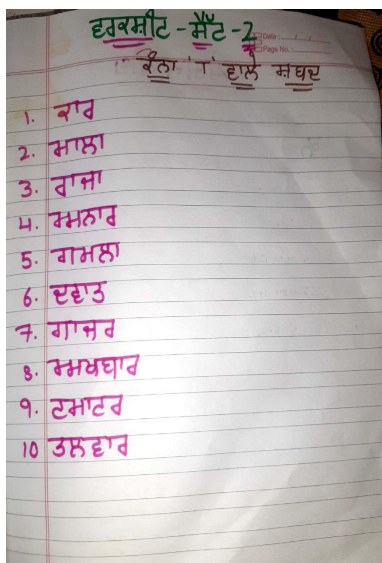 ਵਰਕਸੀਟ - ਸੈੱਟ - 2
Date :
Page No. :
ਕੰਨਾ 'ਾ' ਵਾਲੇ ਸ਼ਬਦ
1. ਕਾਰ
2. ਮਾਲਾ
3. ਰਾਜਾ
4. ਅਨਾਰ
5. ਗਮਲਾ
6. ਦਵਾਤ
7. ਗਾਜਰ
8. ਅਖਬਾਰ
9. ਟਮਾਟਰ
10 ਤਲਵਾਰ